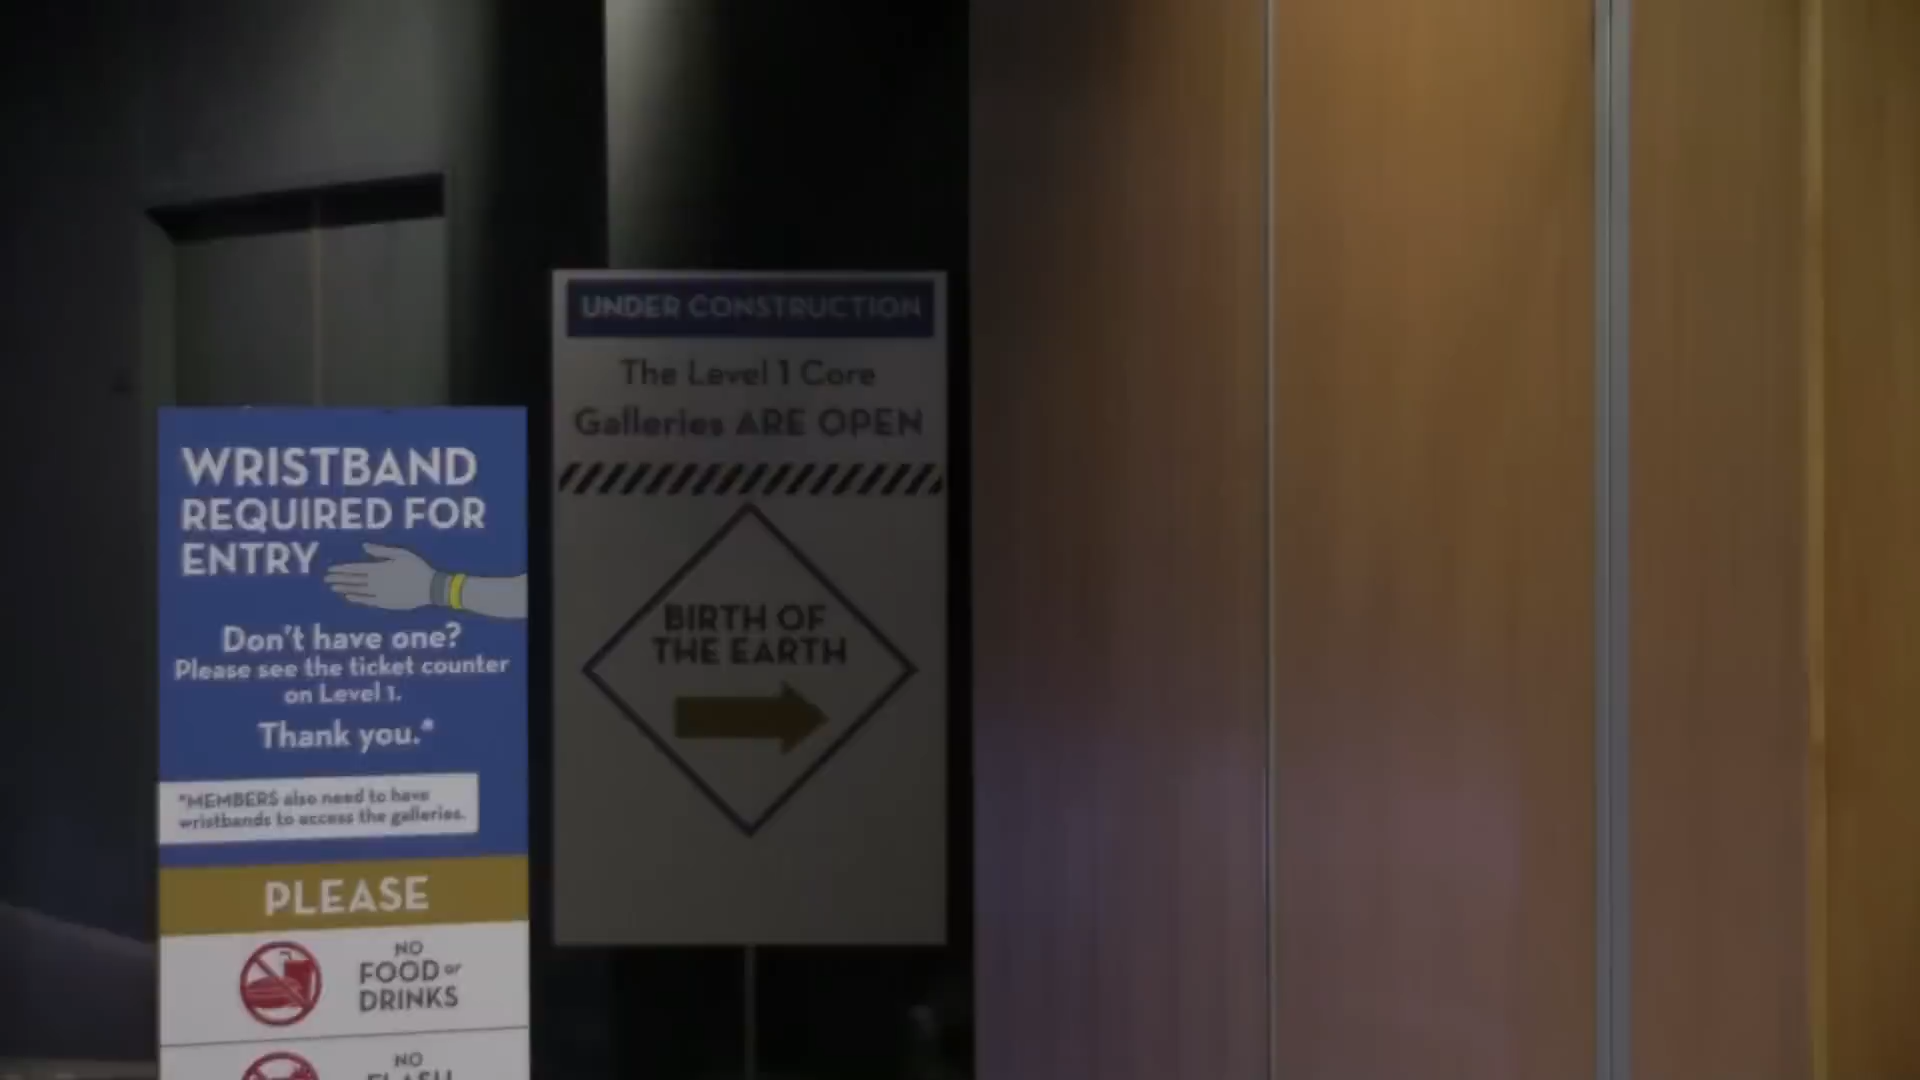 WRISTBAND
REQUIRED FOR
ENTRY
Don't have one?
Please see the ticket counter
on Level 1.
Thank you.*
*MEMBERS also need to have
wristbands to access the galleries.
PLEASE
NO
FOOD or
DRINKS
NO
FLASH
UNDER CONSTRUCTION
The Level 1 Core
Galleries ARE OPEN
BIRTH OF
THE EARTH